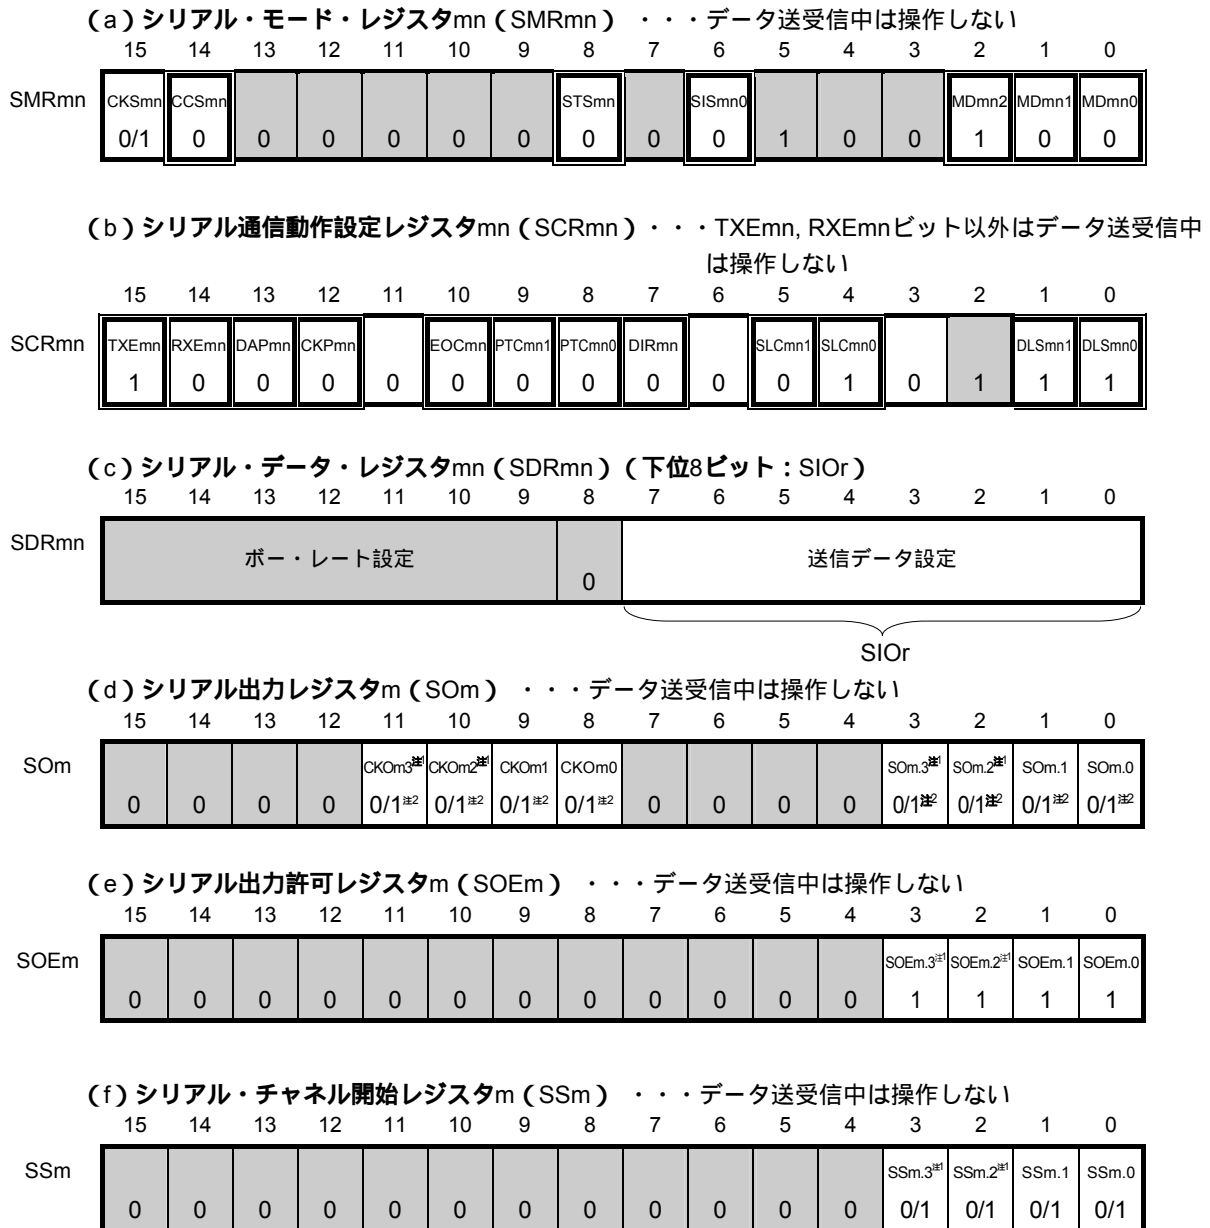 （a）シリアル・モード・レジスタmn（SMRmn） ・・・データ送受信中は操作しない
15 14 13 12 11 10 9 8 7 6 5 4 3 2 1 0
SMRmn CKSmn CCSmn STSmn SISmn0 MDmn2 MDmn1 MDmn0
0/1 0 0 0 0 0 0 0 0 0 1 0 0 1 0 0
（b）シリアル通信動作設定レジスタmn（SCRmn）・・・TXEmn, RXEmnビット以外はデータ送受信中
は操作しない
15 14 13 12 11 10 9 8 7 6 5 4 3 2 1 0
SCRmn TXEmn RXEmn DAPmn CKPmn EOCmn PTCmn1 PTCmn0 DIRmn SLCmn1 SLCmn0 DLSmn1 DLSmn0
1 0 0 0 0 0 0 0 0 0 0 1 0 1 1 1
（c）シリアル・データ・レジスタmn（SDRmn）（下位8ビット：SIOr）
15 14 13 12 11 10 9 8 7 6 5 4 3 2 1 0
SDRmn ボー・レート設定 0 送信データ設定
SIOr
（d）シリアル出力レジスタm（SOm） ・・・データ送受信中は操作しない
15 14 13 12 11 10 9 8 7 6 5 4 3 2 1 0
SOm CKOm3注1 CKOm2注1 CKOm1 CKOm0 SOm.3注1 SOm.2注1 SOm.1 SOm.0
0 0 0 0 0/1注2 0/1注2 0/1注2 0/1注2 0 0 0 0 0/1注2 0/1注2 0/1注2 0/1注2
（e）シリアル出力許可レジスタm（SOEm） ・・・データ送受信中は操作しない
15 14 13 12 11 10 9 8 7 6 5 4 3 2 1 0
SOEm SOEm.3注1 SOEm.2注1 SOEm.1 SOEm.0
0 0 0 0 0 0 0 0 0 0 0 0 1 1 1 1
（f）シリアル・チャネル開始レジスタm（SSm） ・・・データ送受信中は操作しない
15 14 13 12 11 10 9 8 7 6 5 4 3 2 1 0
SSm SSm.3注1 SSm.2注1 SSm.1 SSm.0
0 0 0 0 0 0 0 0 0 0 0 0 0/1 0/1 0/1 0/1